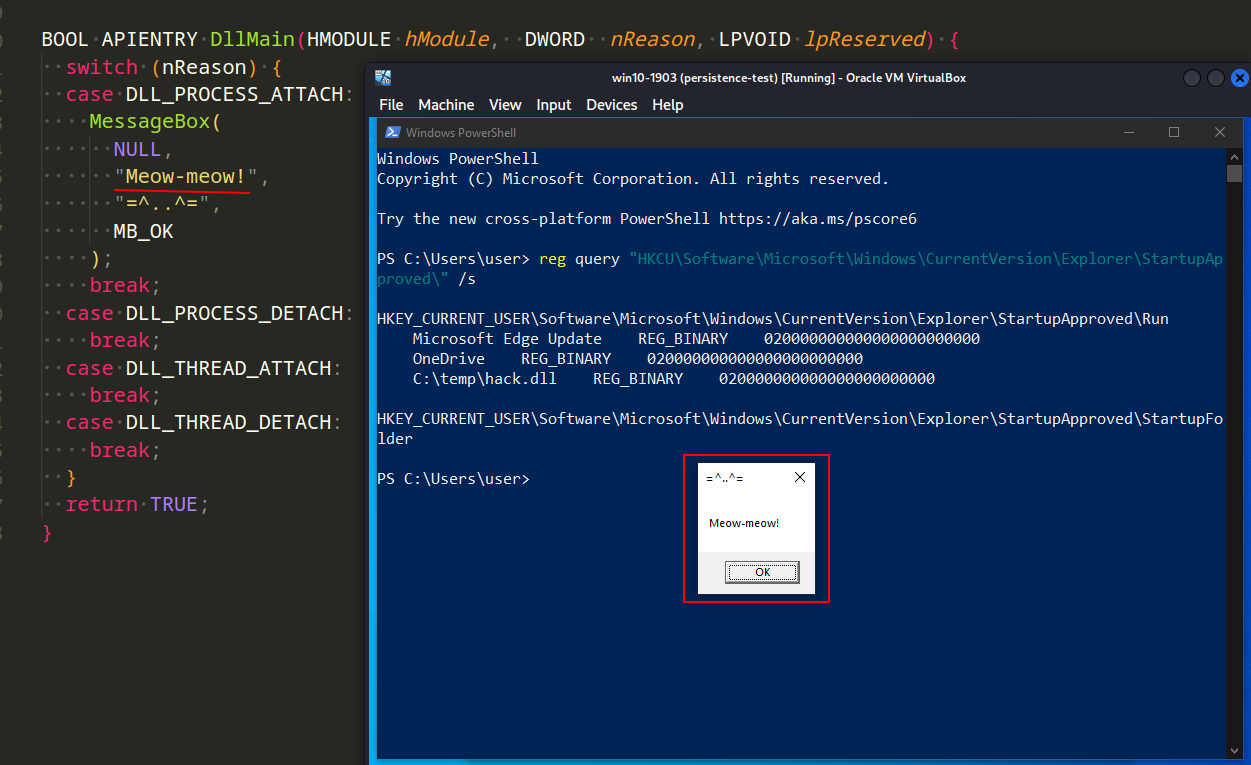 BOOL APIENTRY DllMain(HMODULE hModule,  DWORD  nReason, LPVOID lpReserved) {
  switch (nReason) {
  case DLL_PROCESS_ATTACH:
    MessageBox(
      NULL,
      "Meow-meow!",
      "=^..^=",
      MB_OK
    );
    break;
  case DLL_PROCESS_DETACH:
    break;
  case DLL_THREAD_ATTACH:
    break;
  case DLL_THREAD_DETACH:
    break;
  }
  return TRUE;
}
win10-1903 (persistence-test) [Running] - Oracle VM VirtualBox
File Machine View Input Devices Help
Windows PowerShell
Windows PowerShell
Copyright (C) Microsoft Corporation. All rights reserved.
Try the new cross-platform PowerShell https://aka.ms/pscore6
PS C:\Users\user> reg query "HKCU\Software\Microsoft\Windows\CurrentVersion\Explorer\StartupAp
proved\" /s
HKEY_CURRENT_USER\Software\Microsoft\Windows\CurrentVersion\Explorer\StartupApproved\Run
    Microsoft Edge Update    REG_BINARY    020000000000000000000000
    OneDrive    REG_BINARY    020000000000000000000000
    C:\temp\hack.dll    REG_BINARY    020000000000000000000000
HKEY_CURRENT_USER\Software\Microsoft\Windows\CurrentVersion\Explorer\StartupApproved\StartupFo
lder
PS C:\Users\user>
=^..^=
Meow-meow!
OK